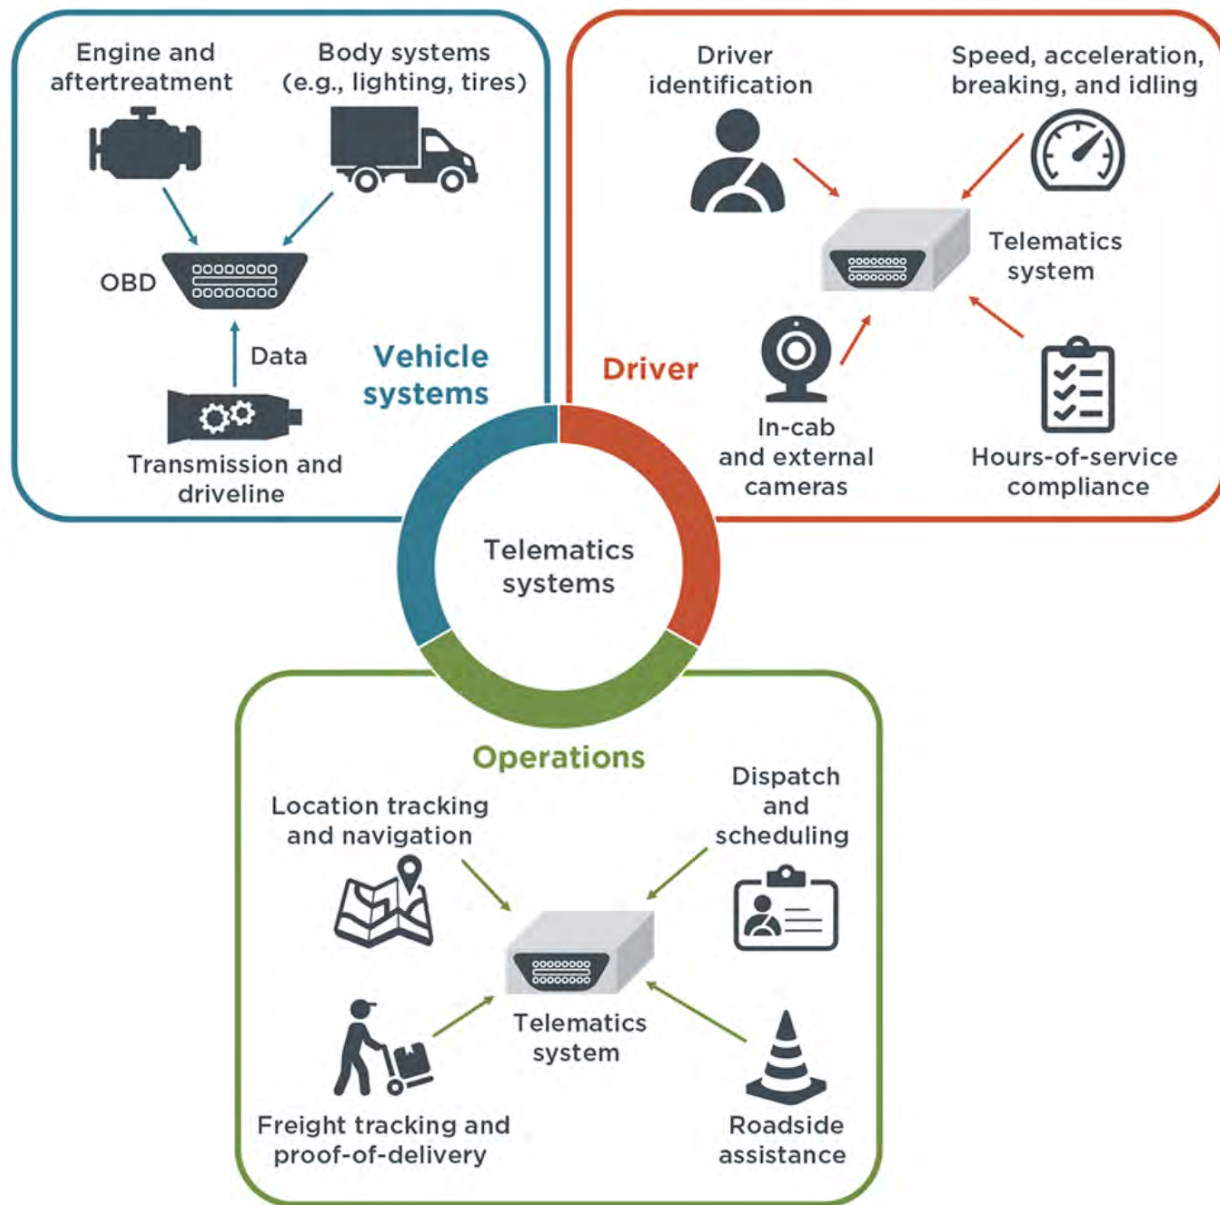 Engine and
aftertreatment
Body systems
(e.g., lighting, tires)
OBD
Data
Vehicle
systems
Transmission and
driveline
Driver
identification
Speed, acceleration,
breaking, and idling
Telematics
system
Driver
In-cab
and external
cameras
Hours-of-service
compliance
Telematics
systems
Operations
Location tracking
and navigation
Dispatch
and
scheduling
Telematics
system
Freight tracking and
proof-of-delivery
Roadside
assistance